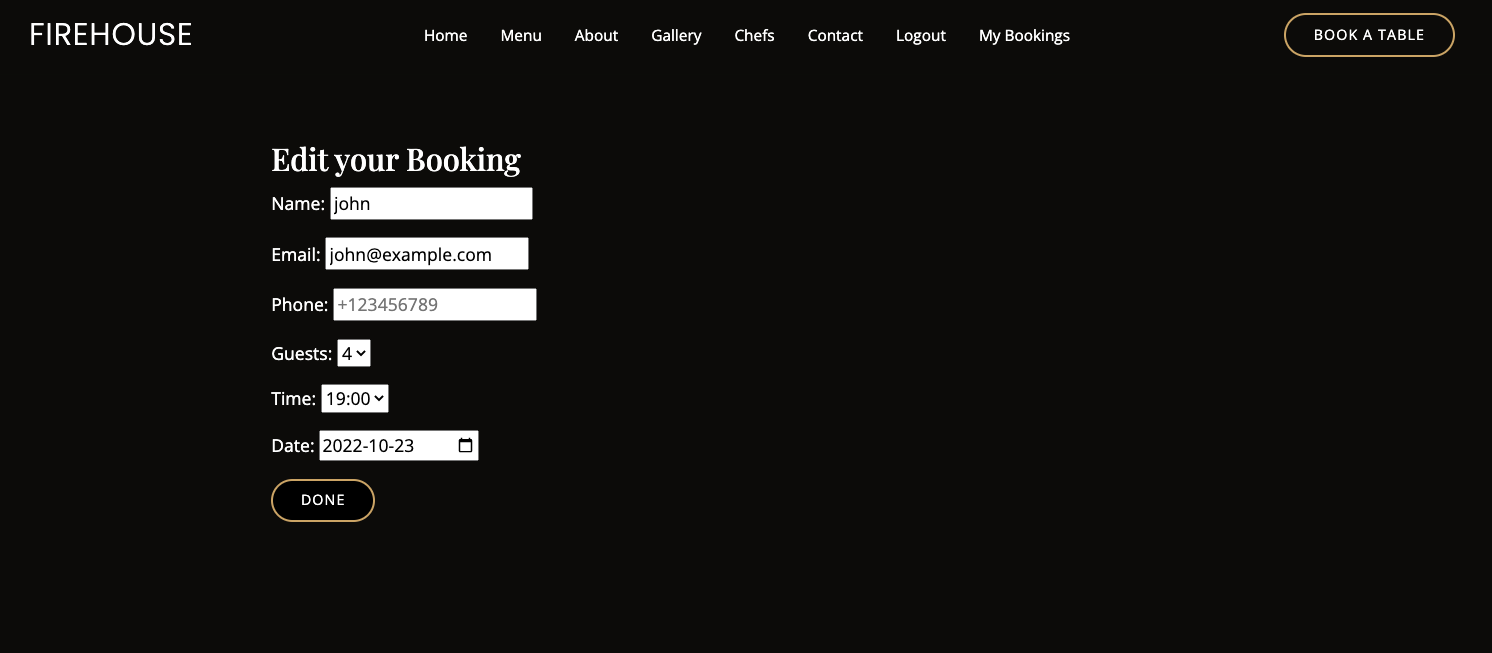 FIREHOUSE
Home Menu About Gallery Chefs Contact Logout My Bookings
BOOK A TABLE
Edit your Booking
Name: john
Email: john@example.com
Phone: +123456789
Guests: 4
Time: 19:00
Date: 2022-10-23
DONE